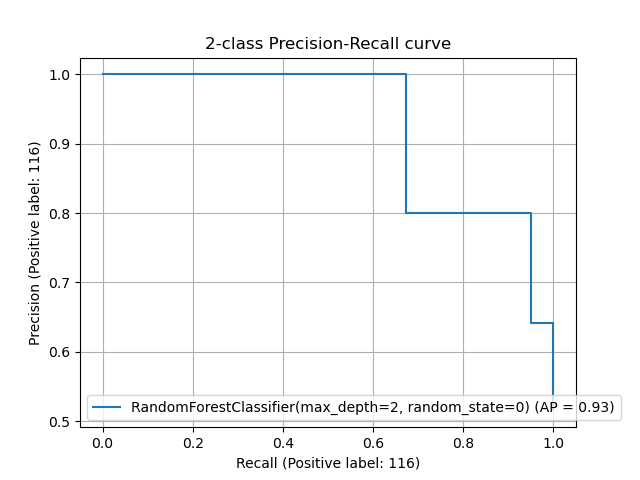 2-class Precision-Recall curve
1.0
0.9
0.8
0.7
0.6
0.5
Precision (Positive label: 116)
RandomForestClassifier(max_depth=2, random_state=0) (AP = 0.93)
0.0 0.2 0.4 0.6 0.8 1.0
Recall (Positive label: 116)